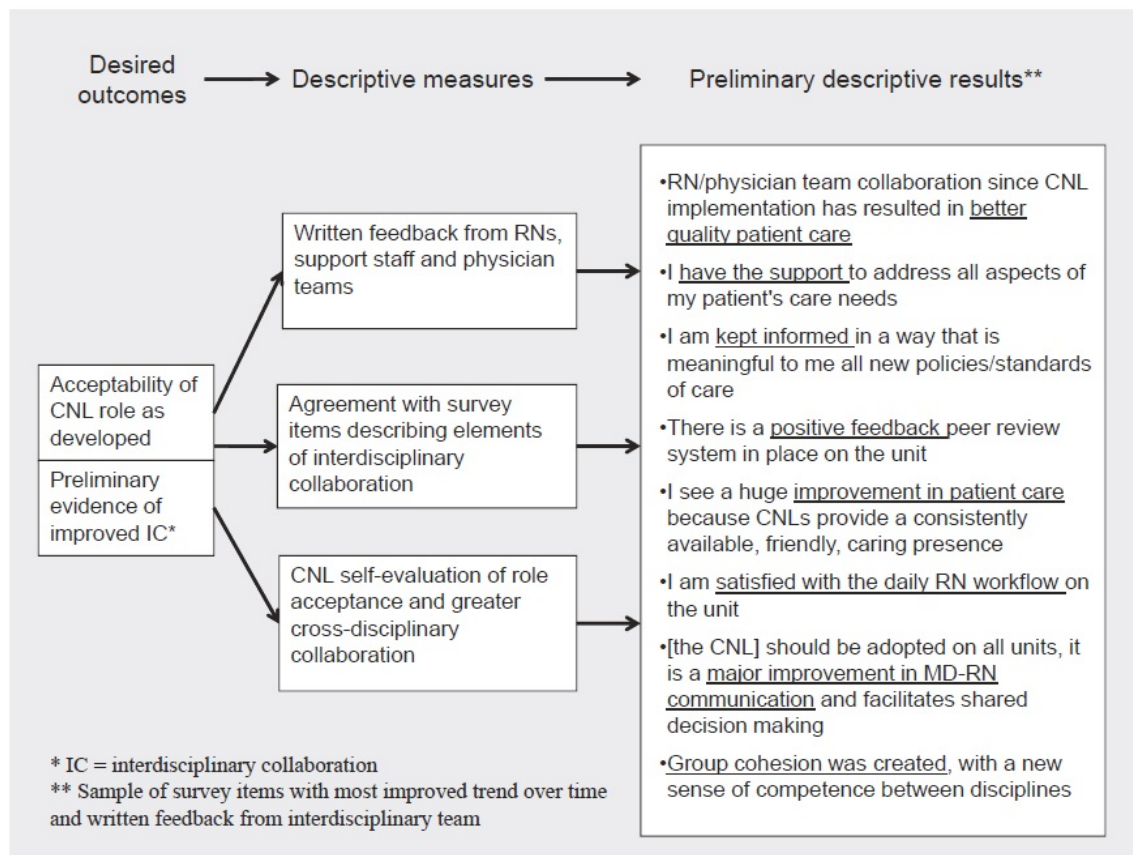 Desired
outcomes
Descriptive measures
Preliminary descriptive results**
Acceptability of
CNL role as
developed
Preliminary
evidence of
improved IC*
Written feedback from RNs,
support staff and physician
teams
Agreement with survey
items describing elements
of interdisciplinary
collaboration
CNL self-evaluation of role
acceptance and greater
cross-disciplinary
collaboration
•RN/physician team collaboration since CNL
implementation has resulted in better
quality patient care
•I have the support to address all aspects of
my patient's care needs
•I am kept informed in a way that is
meaningful to me all new policies/standards
of care
•There is a positive feedback peer review
system in place on the unit
•I see a huge improvement in patient care
because CNLs provide a consistently
available, friendly, caring presence
•I am satisfied with the daily RN workflow on
the unit
•[the CNL] should be adopted on all units, it
is a major improvement in MD-RN
communication and facilitates shared
decision making
•Group cohesion was created, with a new
sense of competence between disciplines
* IC = interdisciplinary collaboration
** Sample of survey items with most improved trend over time
and written feedback from interdisciplinary team